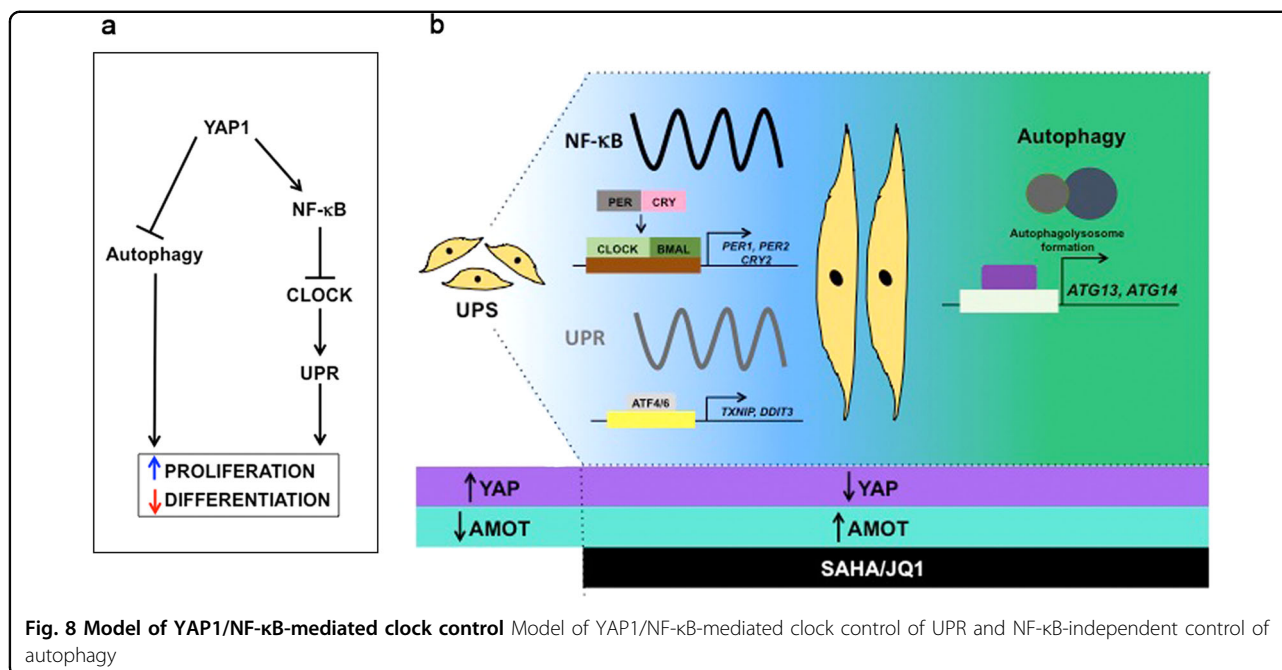 a
YAP1
NF-κB
Autophagy
CLOCK
UPR
PROLIFERATION
DIFFERENTIATION
b
UPS
NF-κB
PER CRY
CLOCK BMAL
PER1, PER2
CRY2
UPR
ATF4/6
TXNIP, DDIT3
Autophagy
Autophagolysosome
formation
ATG13, ATG14
↑YAP ↓YAP
↓AMOT ↑AMOT
SAHA/JQ1
Fig. 8 Model of YAP1/NF-κB-mediated clock control Model of YAP1/NF-κB-mediated clock control of UPR and NF-κB-independent control of
autophagy